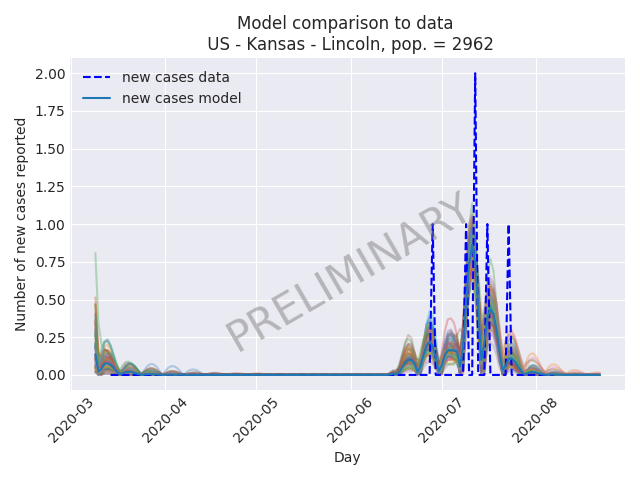 Model comparison to data
US - Kansas - Lincoln, pop. = 2962
new cases data
new cases model
Number of new cases reported
2.00
1.75
1.50
1.25
1.00
0.75
0.50
0.25
0.00
PRELIMINARY
2020-03
2020-04
2020-05
2020-06
2020-07
2020-08
Day